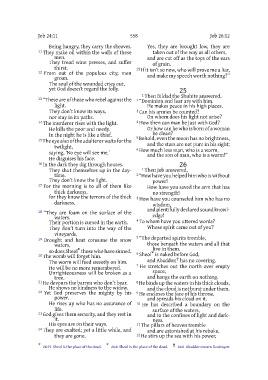 Job 24:11
558
Job 26:12
Being hungry, they carry the sheaves.
11 They make oil within the walls of these
men.
They tread wine presses, and suffer
thirst.
12 From out of the populous city, men
groan.
The soul of the wounded cries out,
yet God doesn't regard the folly.
13 "These are of those who rebel against the
light.
They don't know its ways,
nor stay in its paths.
14 The murderer rises with the light.
He kills the poor and needy.
In the night he is like a thief.
15 The eye also of the adulterer waits for the
twilight,
saying, 'No eye will see me.'
He disguises his face.
16 In the dark they dig through houses.
They shut themselves up in the day-
time.
They don't know the light.
17 For the morning is to all of them like
thick darkness,
for they know the terrors of the thick
darkness.
18 "They are foam on the surface of the
waters.
Their portion is cursed in the earth.
They don't turn into the way of the
vineyards.
19 Drought and heat consume the snow
waters,
so does Sheol those who have sinned.
20 The womb will forget him.
The worm will feed sweetly on him.
He will be no more remembered.
Unrighteousness will be broken as a
tree.
21 He devours the barren who don't bear.
He shows no kindness to the widow.
22 Yet God preserves the mighty by his
power.
He rises up who has no assurance of
life.
23 God gives them security, and they rest in
it.
His eyes are on their ways.
24 They are exalted; yet a little while, and
they are gone.
Yes, they are brought low, they are
taken out of the way as all others,
and are cut off as the tops of the ears
of grain.
25 If it isn't so now, who will prove me a liar,
and make my speech worth nothing?"
25
1 Then Bildad the Shuhite answered,
2 "Dominion and fear are with him.
He makes peace in his high places.
3 Can his armies be counted?
On whom does his light not arise?
4 How then can man be just with God?
Or how can he who is born of a woman
be clean?
5 Behold, even the moon has no brightness,
and the stars are not pure in his sight;
6 How much less man, who is a worm,
and the son of man, who is a worm!"
26
1 Then Job answered,
2 "How have you helped him who is without
power!
How have you saved the arm that has
no strength!
3 How have you counseled him who has no
wisdom,
and plentifully declared sound knowl-
edge!
4 To whom have you uttered words?
Whose spirit came out of you?
5 "The departed spirits tremble,
those beneath the waters and all that
live in them.
6 Sheol is naked before God,
and Abaddon has no covering.
7 He stretches out the north over empty
space,
and hangs the earth on nothing.
8 He binds up the waters in his thick clouds,
and the cloud is not burst under them.
9 He encloses the face of his throne,
and spreads his cloud on it.
10 He has described a boundary on the
surface of the waters,
and to the confines of light and dark-
ness.
11 The pillars of heaven tremble
and are astonished at his rebuke.
12 He stirs up the sea with his power,